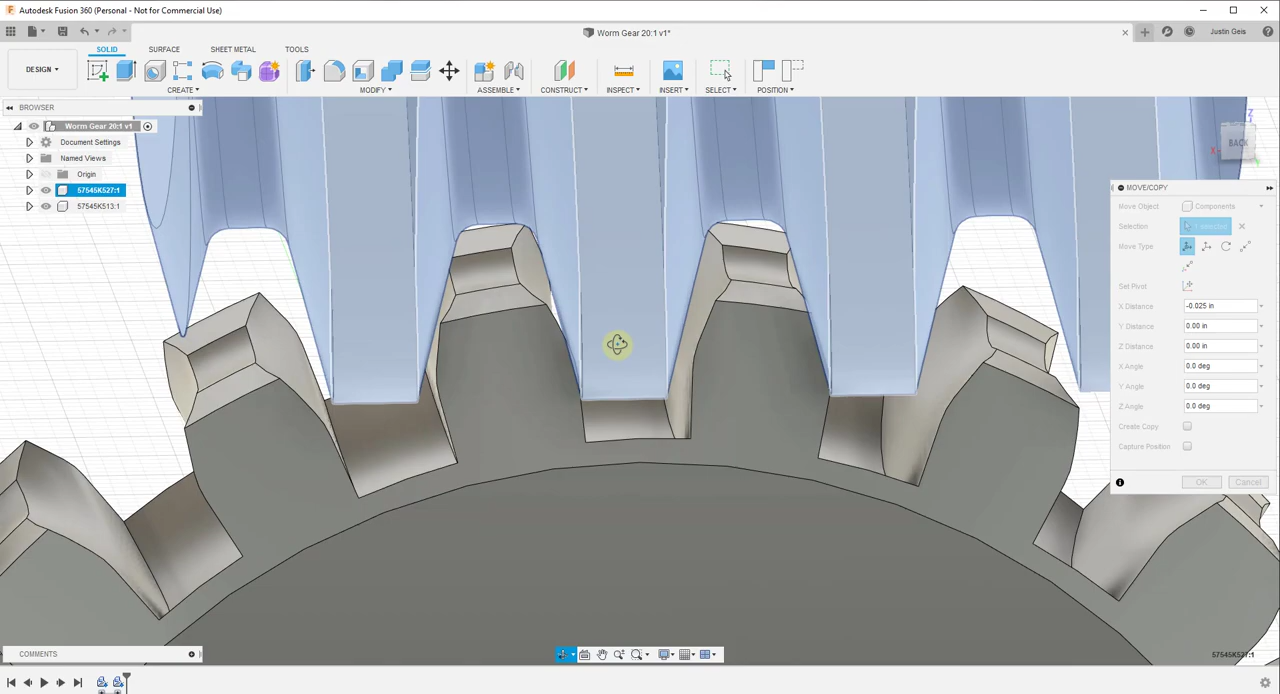 Autodesk Fusion 360 (Personal - Not for Commercial Use)
Worm Gear 20:1 v1*
Justin Geis
SOLID SURFACE SHEET METAL TOOLS
DESIGN
CREATE MODIFY ASSEMBLE CONSTRUCT INSPECT INSERT SELECT POSITION
BROWSER
Worm Gear 20:1 v1
Document Settings
Named Views
Origin
57545K527:1
57545K513:1
Z
BACK
X
MOVE/COPY
Move Object Components
Selection 1 selected
Move Type
Set Pivot
X Distance -0.025 in
Y Distance 0.00 in
Z Distance 0.00 in
X Angle 0.0 deg
Y Angle 0.0 deg
Z Angle 0.0 deg
Create Copy
Capture Position
OK Cancel
COMMENTS
57545K527:1